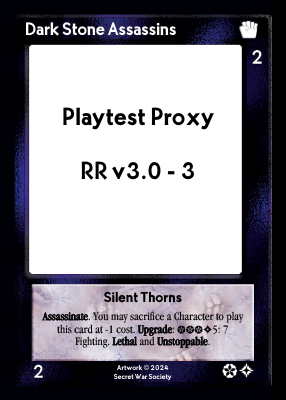 Dark Stone Assassins
2
Playtest Proxy
RR v3.0 - 3
Silent Thorns
Assassinate. You may sacrifice a Character to play
this card at -1 cost. Upgrade: 5: 7
Fighting. Lethal and Unstoppable.
2
Artwork © 2024
Secret War Society